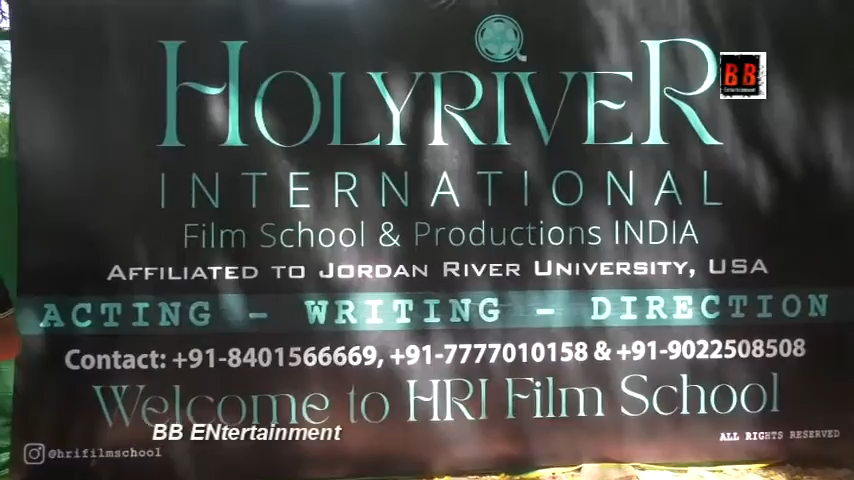 HOLYRIVER
BB
INTERNATIONAL
Film School & Productions INDIA
AFFILIATED TO JORDAN RIVER UNIVERSITY, USA
ACTING - WRITING - DIRECTION
Contact: +91-8401566669, +91-7777010158 & +91-9022508508
Welcome to HRI Film School
BB ENtertainment
ALL RIGHTS RESERVED
@hrifilmschool